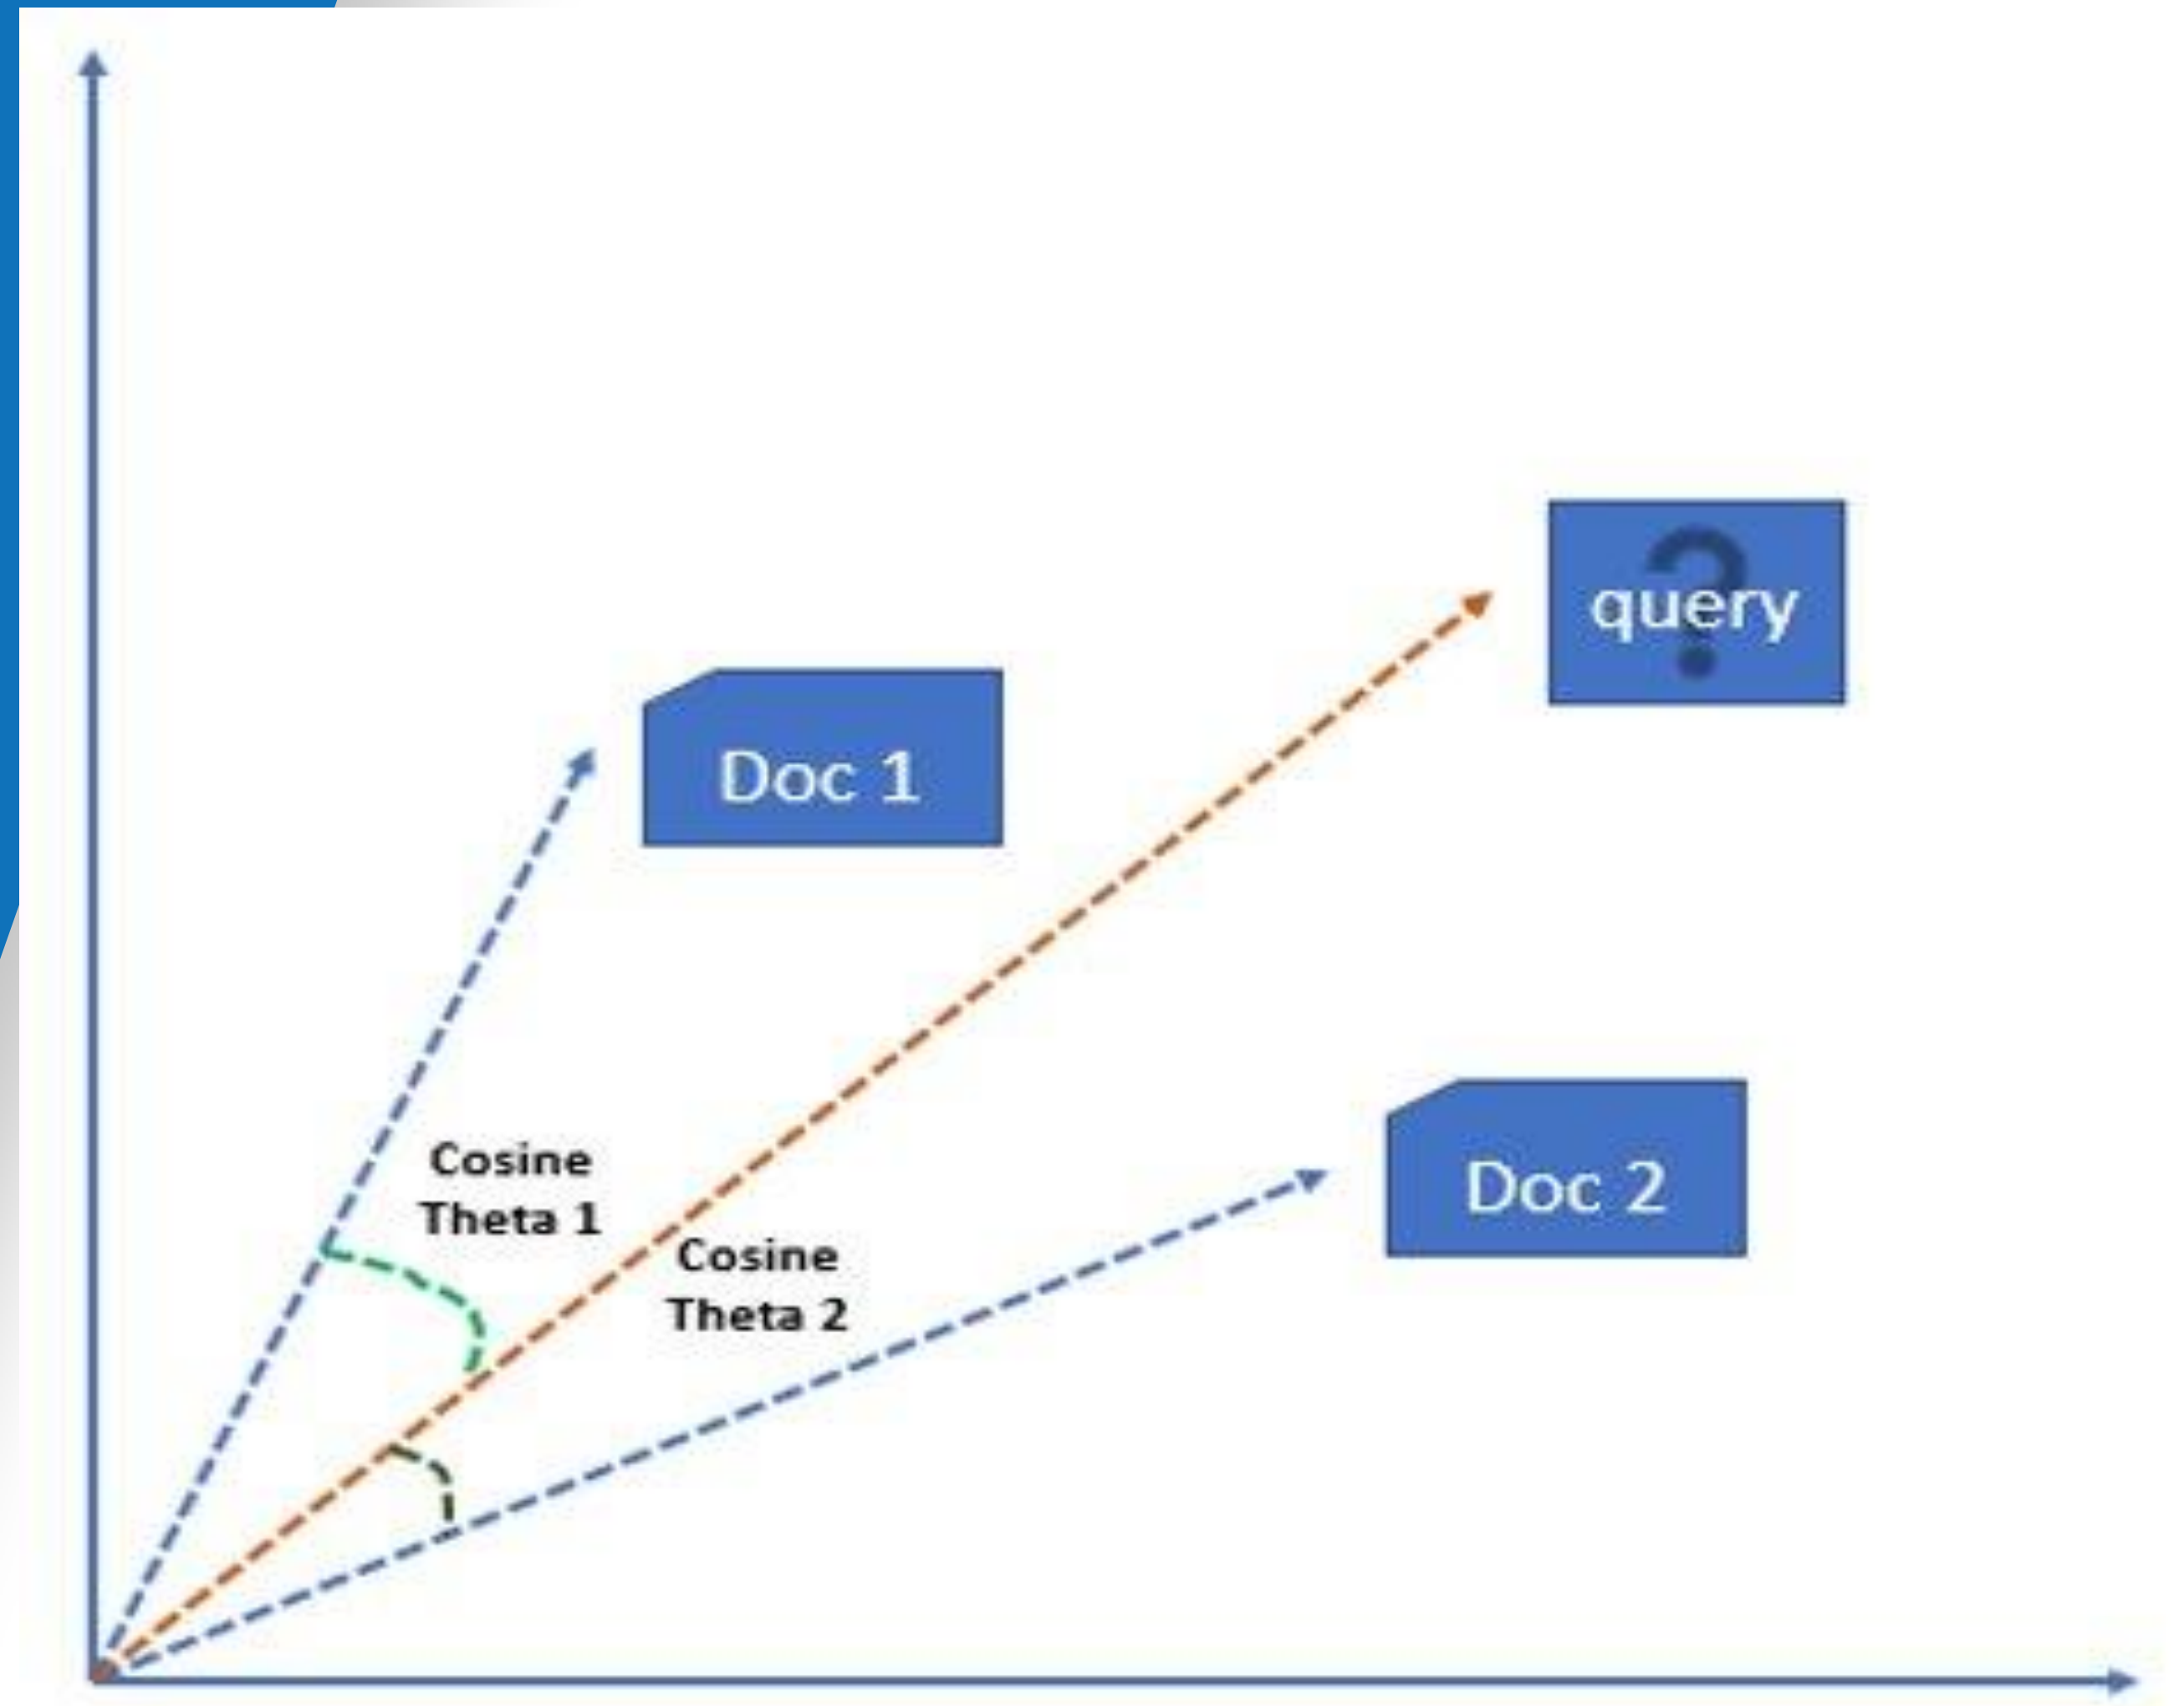 query
Doc 1
Cosine
Theta 1
Doc 2
Cosine
Theta 2